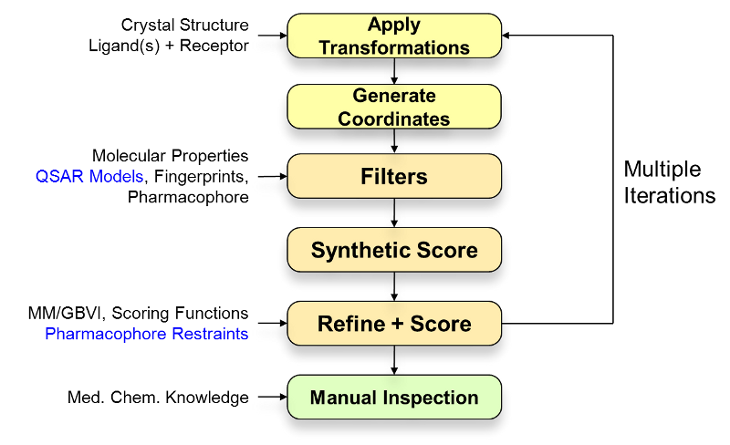 Crystal Structure
Ligand(s) + Receptor
Apply
Transformations
Generate
Coordinates
Molecular Properties
QSAR Models, Fingerprints,
Pharmacophore
Filters
Multiple
Iterations
Synthetic Score
MM/GBVI, Scoring Functions
Pharmacophore Restraints
Refine + Score
Med. Chem. Knowledge
Manual Inspection